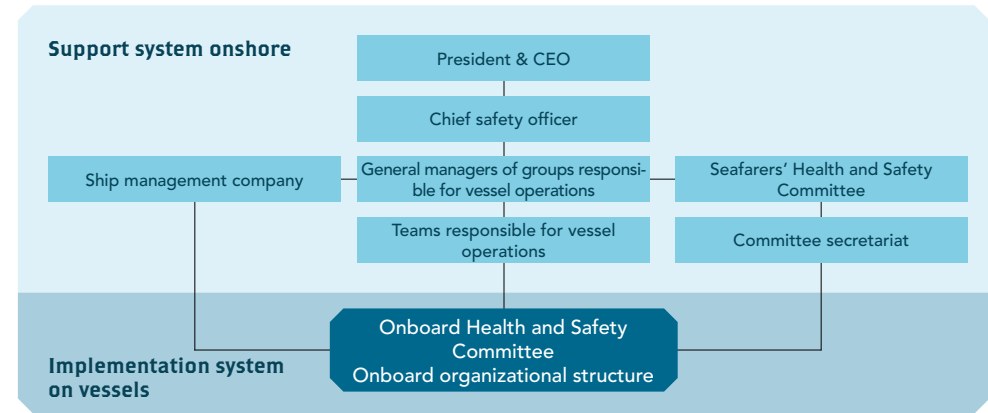 Support system onshore
President & CEO
Chief safety officer
Ship management company
General managers of groups responsi-
ble for vessel operations
Seafarers’ Health and Safety
Committee
Teams responsible for vessel
operations
Committee secretariat
Onboard Health and Safety
Committee
Onboard organizational structure
Implementation system
on vessels